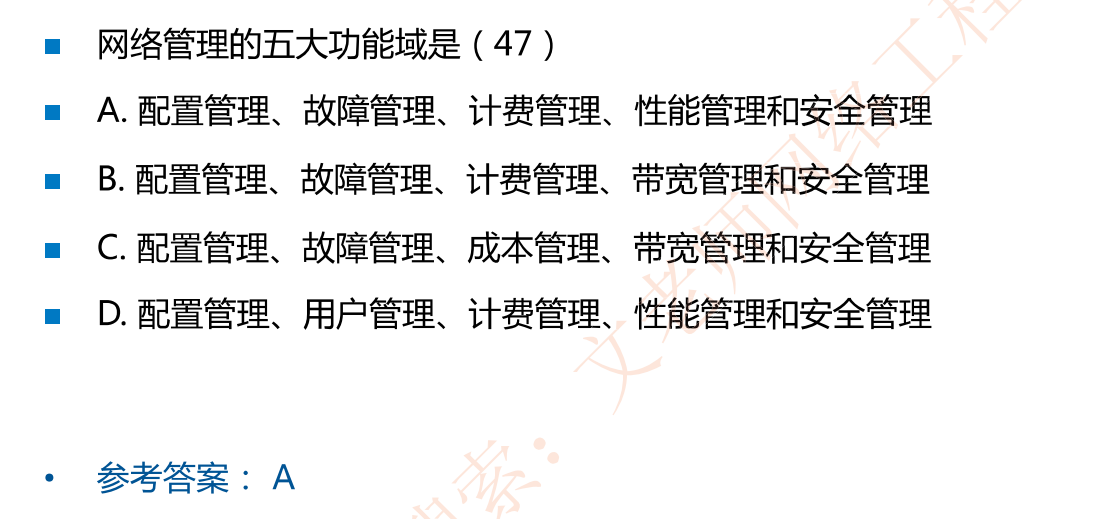 网络管理的五大功能域是（47）
A. 配置管理、故障管理、计费管理、性能管理和安全管理
B. 配置管理、故障管理、计费管理、带宽管理和安全管理
C. 配置管理、故障管理、成本管理、带宽管理和安全管理
D. 配置管理、用户管理、计费管理、性能管理和安全管理
参考答案： A
搜索：文老师网络工程